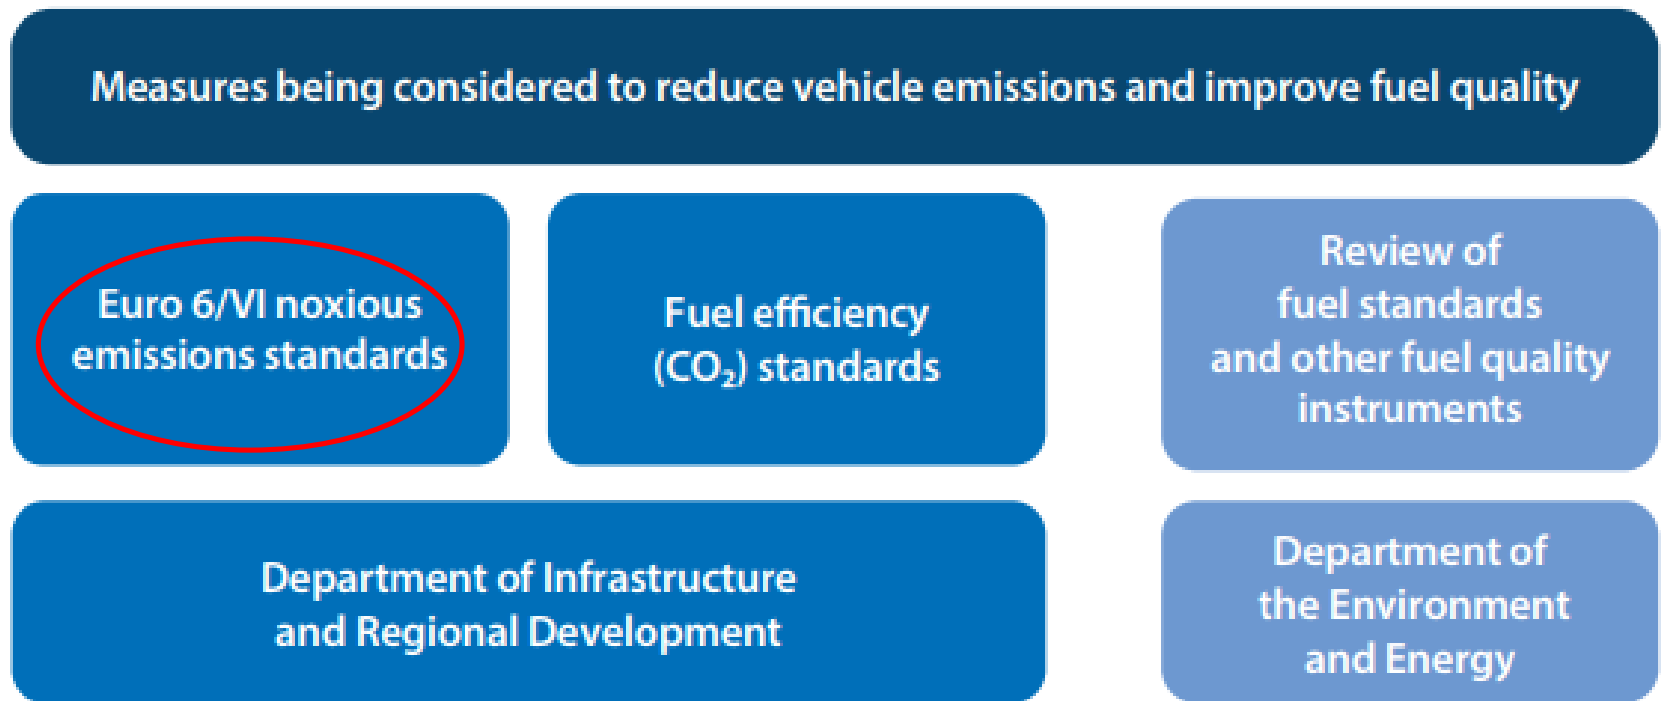 Measures being considered to reduce vehicle emissions and improve fuel quality
Euro 6/VI noxious
emissions standards
Fuel efficiency
(CO₂) standards
Review of
fuel standards
and other fuel quality
instruments
Department of Infrastructure
and Regional Development
Department of
the Environment
and Energy